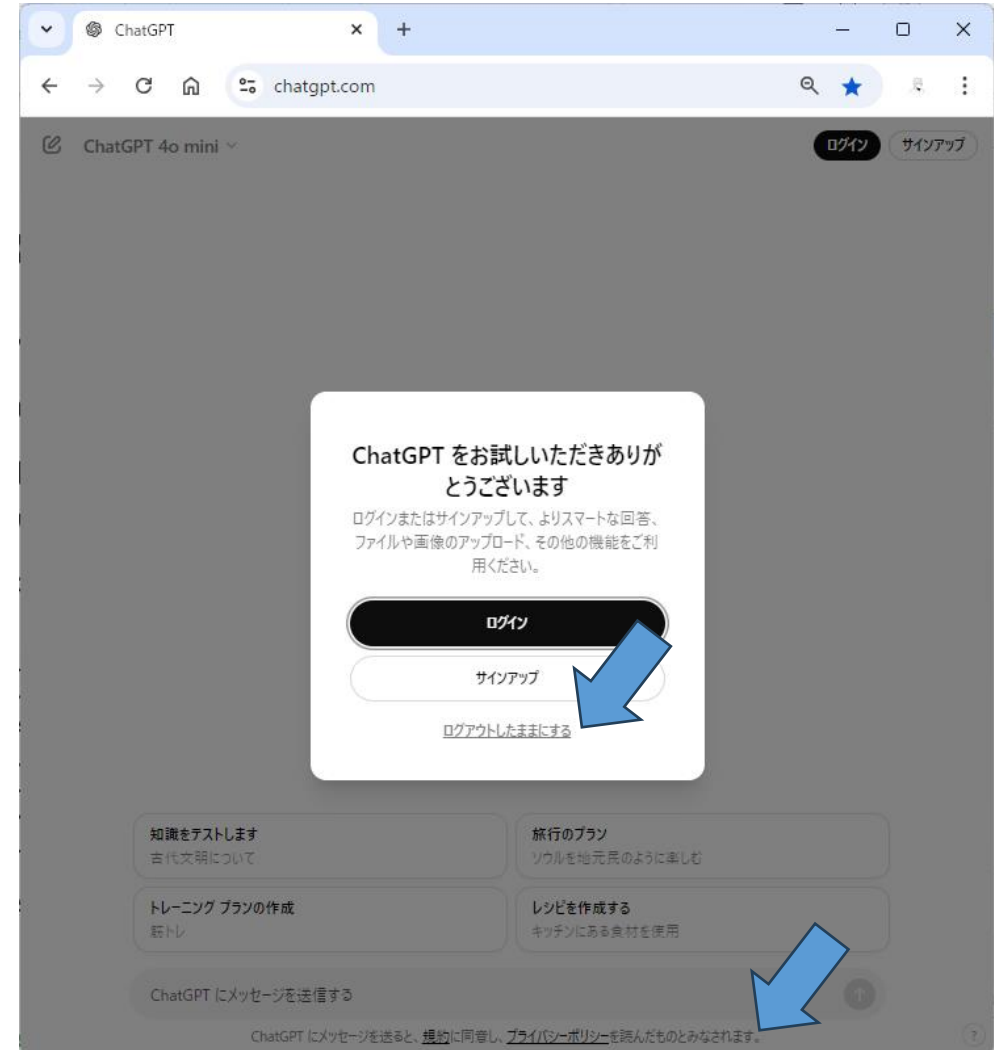 ChatGPT
chatgpt.com
ChatGPT 4o mini
ログイン
サインアップ
ChatGPT をお試しいただきありが
とうございます
ログインまたはサインアップして、よりスマートな回答、
ファイルや画像のアップロード、その他の機能をご利
用ください。
ログイン
サインアップ
ログアウトしたままにする
知識をテストします
古代文明について
旅行のプラン
ソウルを地元民のように楽しむ
トレーニング プランの作成
筋トレ
レシピを作成する
キッチンにある食材を使用
ChatGPT にメッセージを送信する
ChatGPT にメッセージを送ると、規約に同意し、プライバシーポリシーを読んだものとみなされます。
?